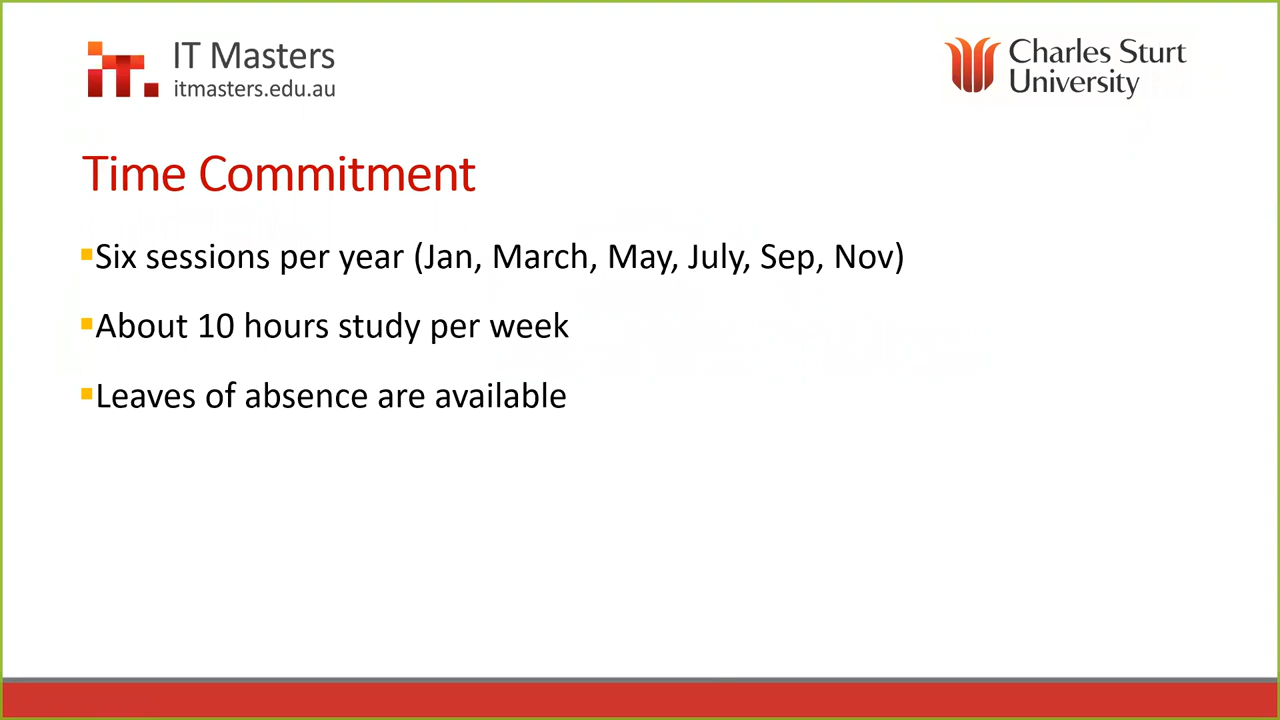 IT Masters
itmasters.edu.au
Charles Sturt
University
Time Commitment
Six sessions per year (Jan, March, May, July, Sep, Nov)
About 10 hours study per week
Leaves of absence are available